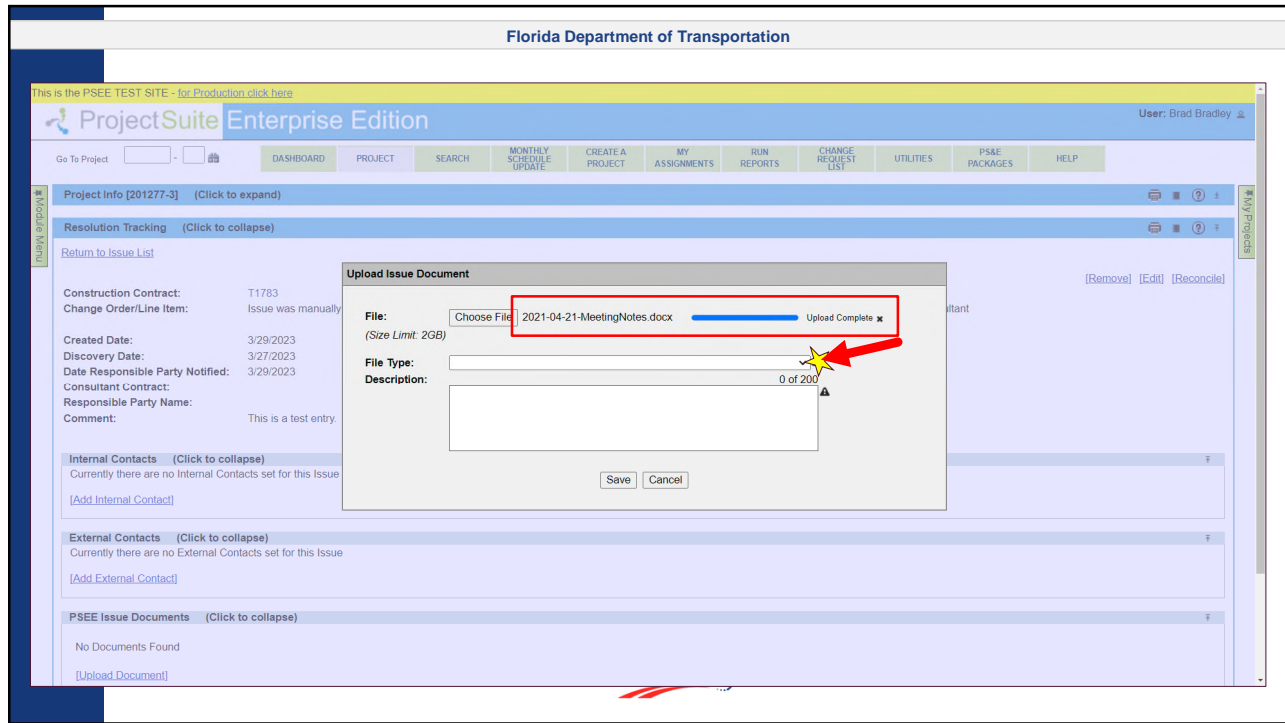 Florida Department of Transportation
This is the PSEE TEST SITE - for Production click here
ProjectSuite Enterprise Edition
User: Brad Bradley
Go To Project
-
DASHBOARD
PROJECT
SEARCH
MONTHLY
SCHEDULE
UPDATE
CREATE A
PROJECT
MY
ASSIGNMENTS
RUN
REPORTS
CHANGE
REQUEST
LIST
UTILITIES
PS&E
PACKAGES
HELP
Module Menu
My Projects
Project Info [201277-3] (Click to expand)
Resolution Tracking (Click to collapse)
Return to Issue List
[Remove] [Edit] [Reconcile]
Construction Contract: T1783
Change Order/Line Item: Issue was manually
Created Date: 3/29/2023
Discovery Date: 3/27/2023
Date Responsible Party Notified: 3/29/2023
Consultant Contract:
Responsible Party Name:
Comment: This is a test entry.
Upload Issue Document
File: Choose File 2021-04-21-MeetingNotes.docx Upload Complete
(Size Limit: 2GB)
File Type:
Description: 0 of 200
Save Cancel
Internal Contacts (Click to collapse)
Currently there are no Internal Contacts set for this Issue
[Add Internal Contact]
External Contacts (Click to collapse)
Currently there are no External Contacts set for this Issue
[Add External Contact]
PSEE Issue Documents (Click to collapse)
No Documents Found
[Upload Document]